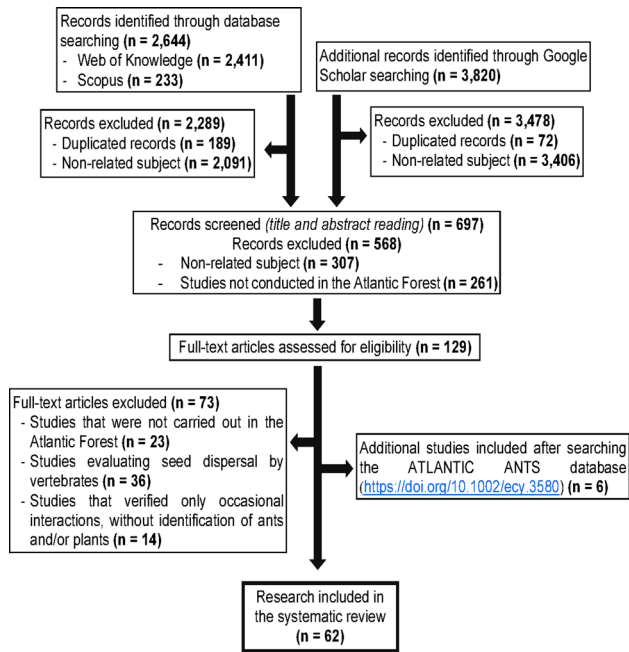 Records identified through database
searching (n = 2,644)
- Web of Knowledge (n = 2,411)
- Scopus (n = 233)
Additional records identified through Google
Scholar searching (n = 3,820)
Records excluded (n = 2,289)
- Duplicated records (n = 189)
- Non-related subject (n = 2,091)
Records excluded (n = 3,478)
- Duplicated records (n = 72)
- Non-related subject (n = 3,406)
Records screened (title and abstract reading) (n = 697)
Records excluded (n = 568)
- Non-related subject (n = 307)
- Studies not conducted in the Atlantic Forest (n = 261)
Full-text articles assessed for eligibility (n = 129)
Full-text articles excluded (n = 73)
- Studies that were not carried out in the
Atlantic Forest (n = 23)
- Studies evaluating seed dispersal by
vertebrates (n = 36)
- Studies that verified only occasional
interactions, without identification of ants
and/or plants (n = 14)
Additional studies included after searching
the ATLANTIC ANTS database
(https://doi.org/10.1002/ecy.3580) (n = 6)
Research included in
the systematic review
(n = 62)